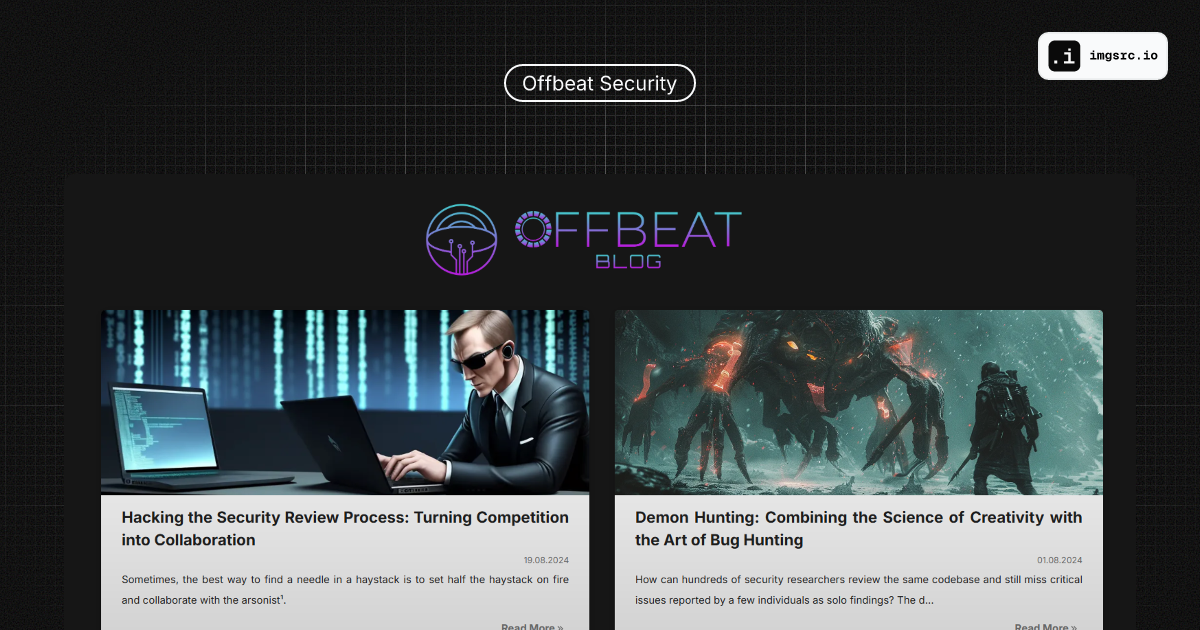 Offbeat Security
.i imgsrc.io
OFFBEAT
BLOG
Hacking the Security Review Process: Turning Competition
into Collaboration
19.08.2024
Sometimes, the best way to find a needle in a haystack is to set half the haystack on fire
and collaborate with the arsonist¹.
Read More »
Demon Hunting: Combining the Science of Creativity with
the Art of Bug Hunting
01.08.2024
How can hundreds of security researchers review the same codebase and still miss critical
issues reported by a few individuals as solo findings? The d...
Read More »